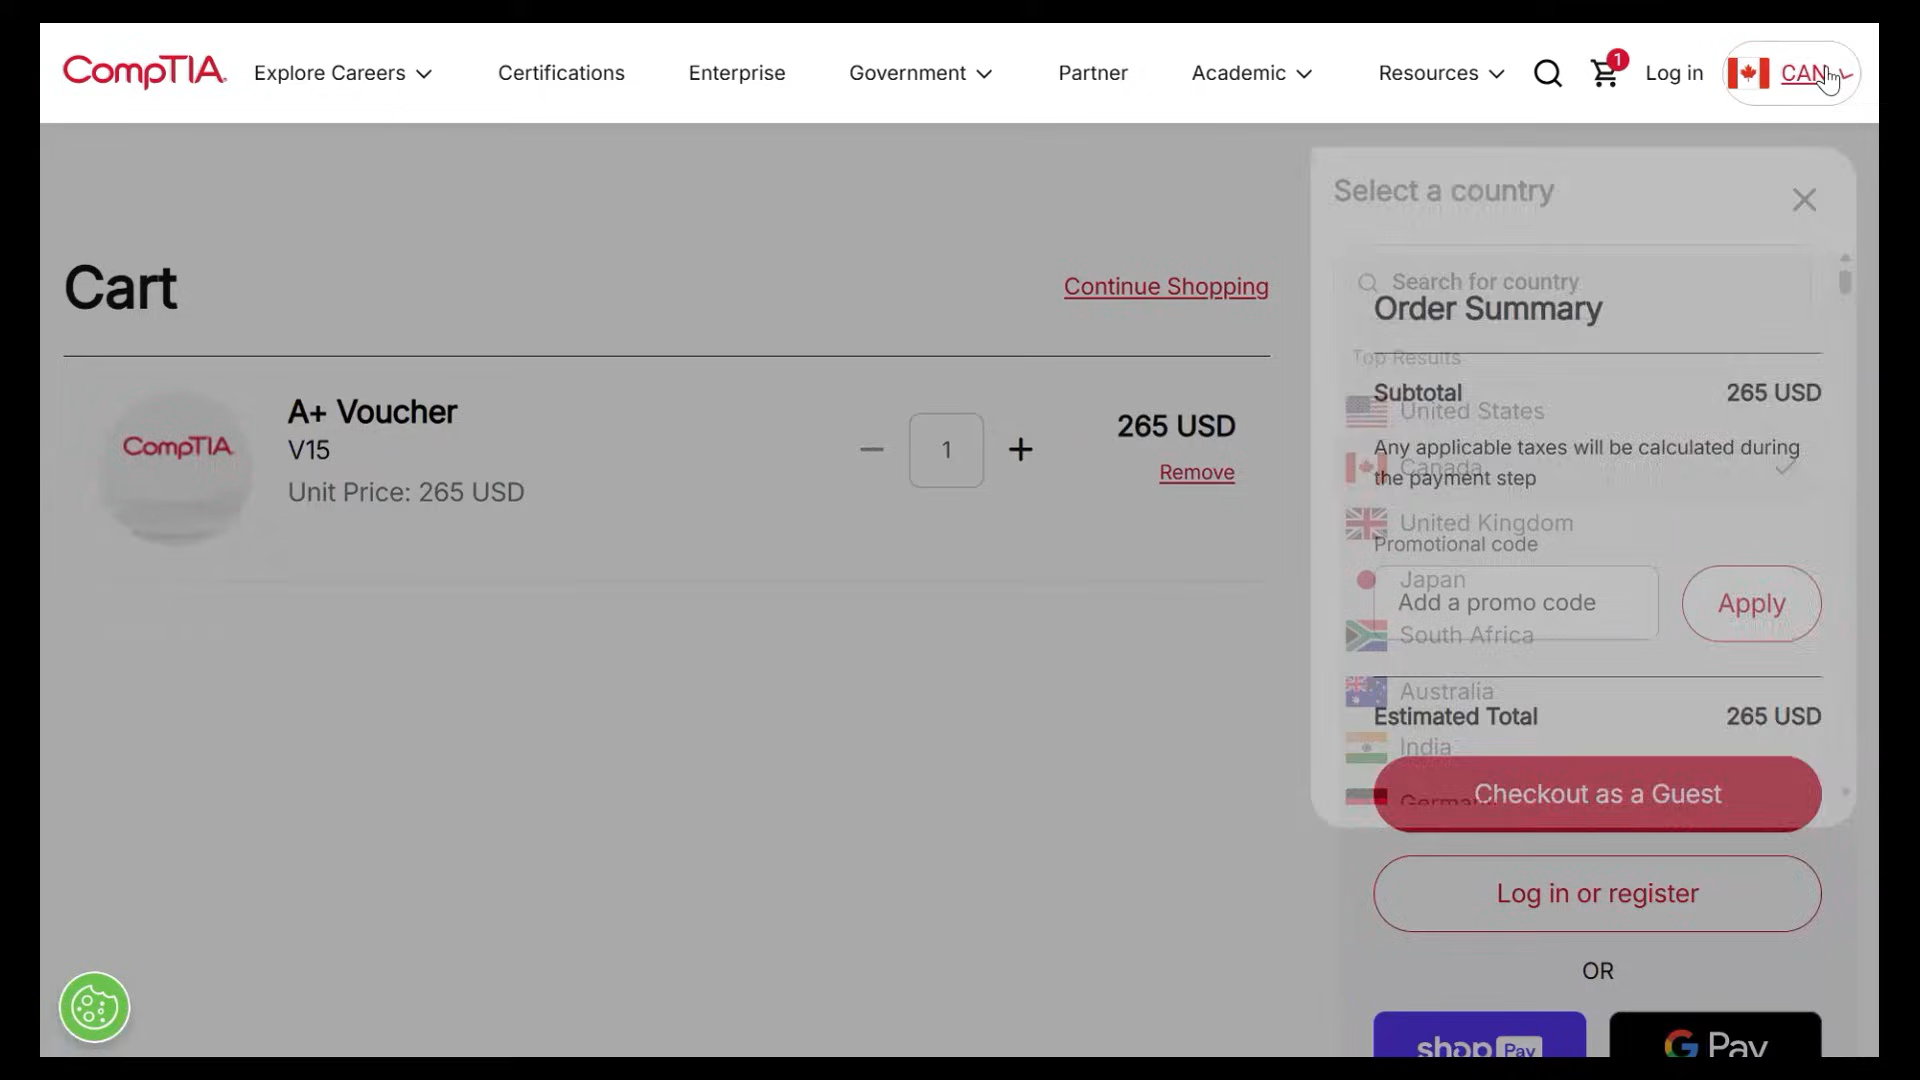 CompTIA.
Explore Careers
Certifications
Enterprise
Government
Partner
Academic
Resources
1
Log in
CAN
Select a country
Search for country
Top Results
United States
Canada
United Kingdom
Japan
South Africa
Australia
India
Germany
Cart
Continue Shopping
CompTIA.
A+ Voucher
V15
Unit Price: 265 USD
1
265 USD
Remove
Order Summary
Subtotal 265 USD
Any applicable taxes will be calculated during
the payment step
Promotional code
Add a promo code
Apply
Estimated Total 265 USD
Checkout as a Guest
Log in or register
OR
shop Pay
G Pay